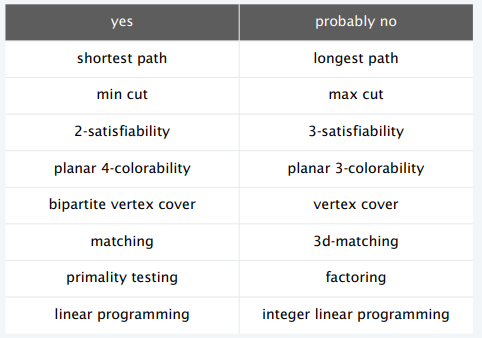 yes probably no
shortest path longest path
min cut max cut
2-satisfiability 3-satisfiability
planar 4-colorability planar 3-colorability
bipartite vertex cover vertex cover
matching 3d-matching
primality testing factoring
linear programming integer linear programming